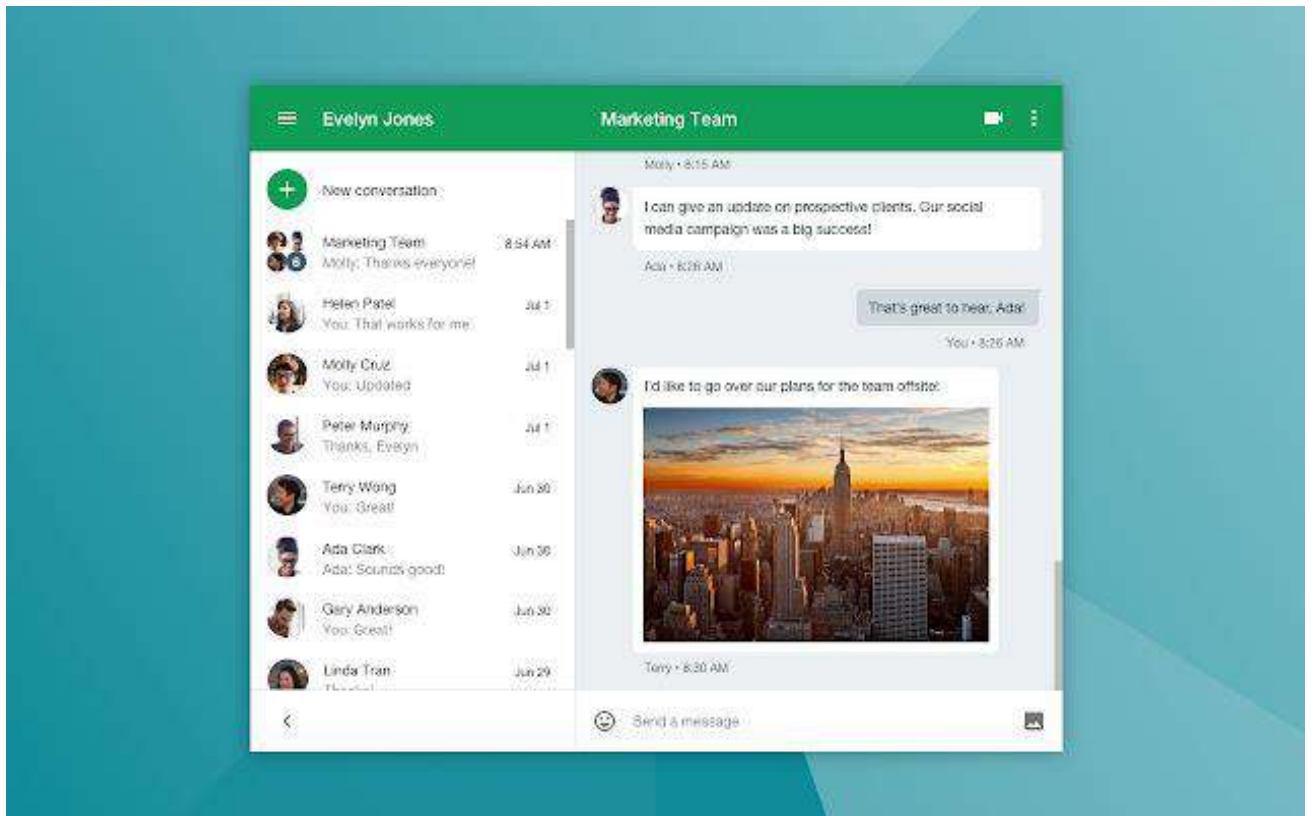 Evelyn Jones
Marketing Team
New conversation
Marketing Team
8:54 AM
Molly: Thanks everyone!
Helen Patel
Jul 1
You: That works for me.
Molly Cruz
Jul 1
You: Updated
Peter Murphy
Jul 1
Thanks, Evelyn
Terry Wong
Jun 30
You: Great!
Ada Clark
Jun 30
Ada: Sounds good!
Gary Anderson
Jun 30
You: Great!
Linda Tran
Jun 29
Molly • 8:15 AM
I can give an update on prospective clients. Our social
media campaign was a big success!
Ada • 8:26 AM
That's great to hear, Ada!
You • 8:26 AM
I'd like to go over our plans for the team offsite!
Terry • 8:30 AM
Send a message